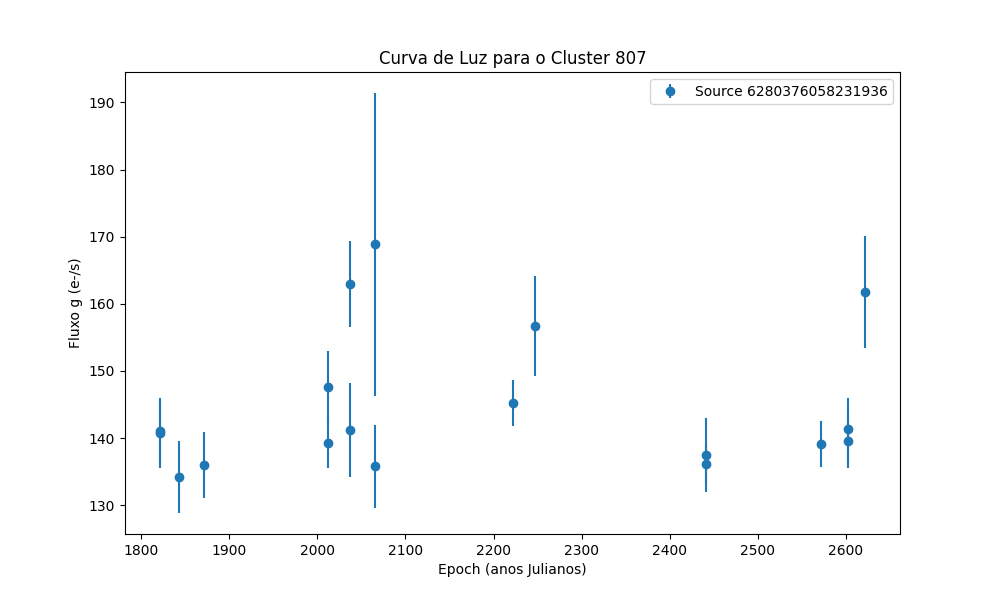 Curva de Luz para o Cluster 807
Source 6280376058231936
Fluxo g (e-/s)
190
180
170
160
150
140
130
1800 1900 2000 2100 2200 2300 2400 2500 2600
Epoch (anos Julianos)